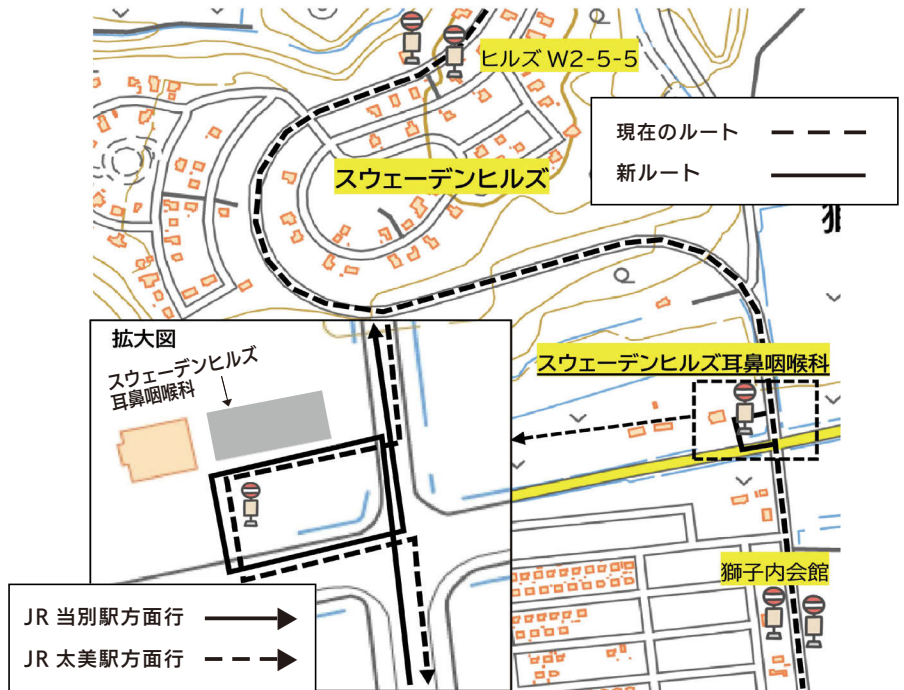 ヒルズ W2-5-5
現在のルート
新ルート
スウェーデンヒルズ
拡大図
スウェーデンヒルズ
耳鼻咽喉科
スウェーデンヒルズ耳鼻咽喉科
獅子内会館
JR 当別駅方面行
JR 太美駅方面行